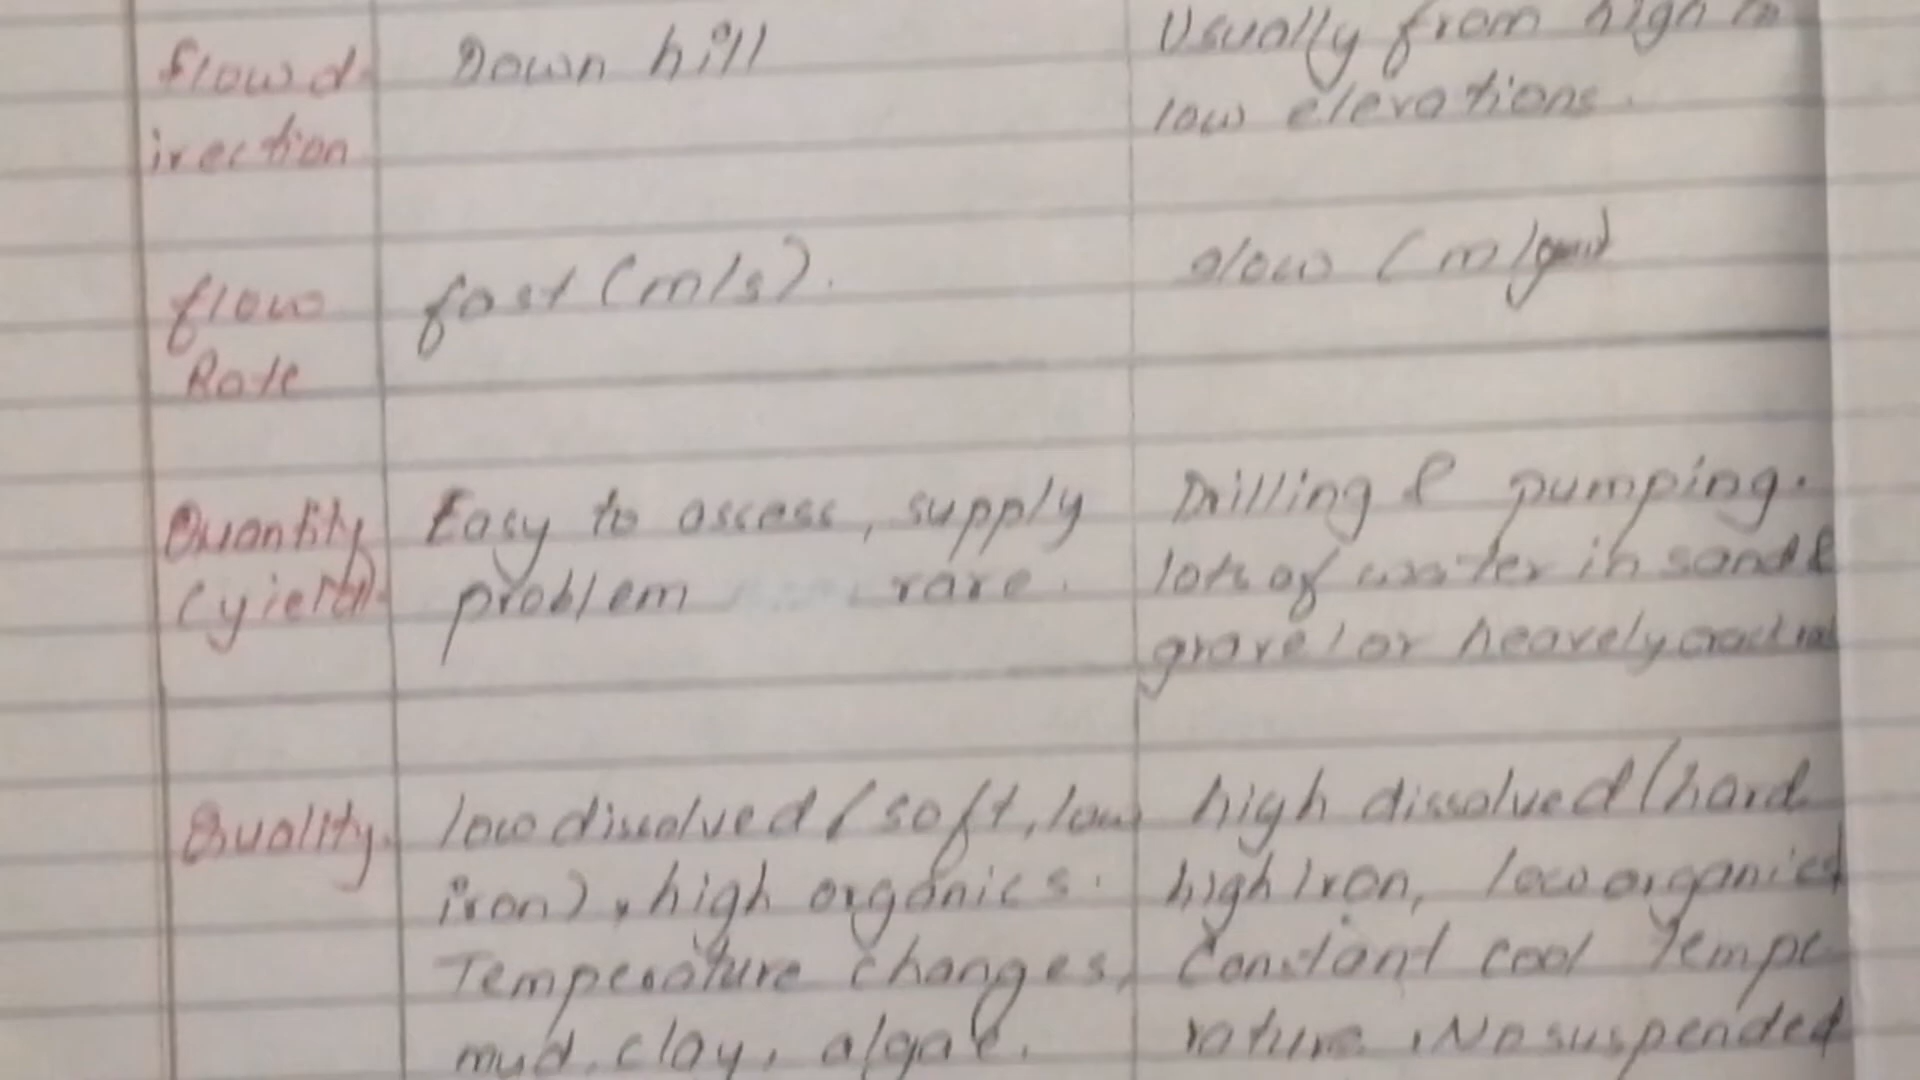 flow d
irection
Down hill
Usually from high to
low elevations.
flow
Rate
fast (m/s).
slow (m/
Quantity
(yield)
Easy to assess, supply
problem rare.
Drilling & pumping.
lots of water in sand &
gravel or heavely
Quality.
low dissolved (soft, low
iron), high organics.
Temperature changes,
mud, clay, algae.
high dissolved (hard
high Iron, low organics
Constant cool Tempe
rature. No suspended